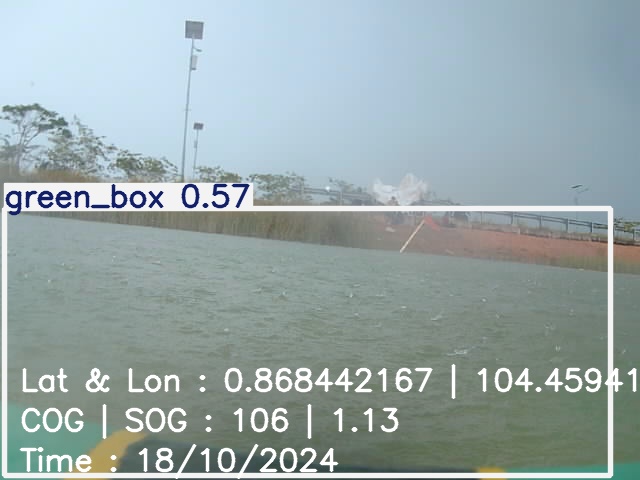 green_box 0.57
Lat & Lon : 0.868442167 | 104.45941
COG | SOG : 106 | 1.13
Time : 18/10/2024